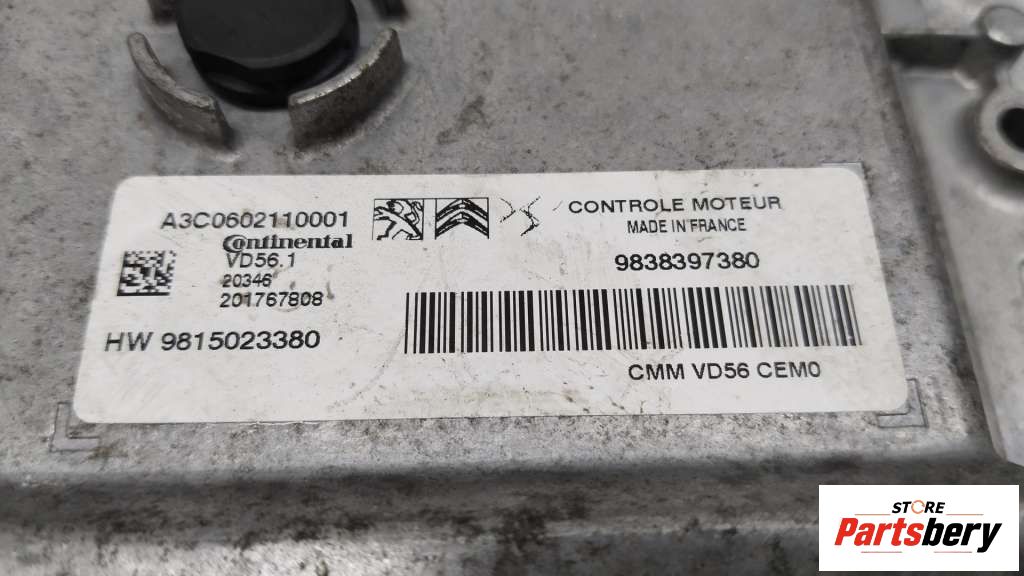 A3C0602110001
Continental
VD56.1
20346
201767808
HW 9815023380
CONTROLE MOTEUR
MADE IN FRANCE
9838397380
CMM VD56 CEM0
STORE
Partsbery